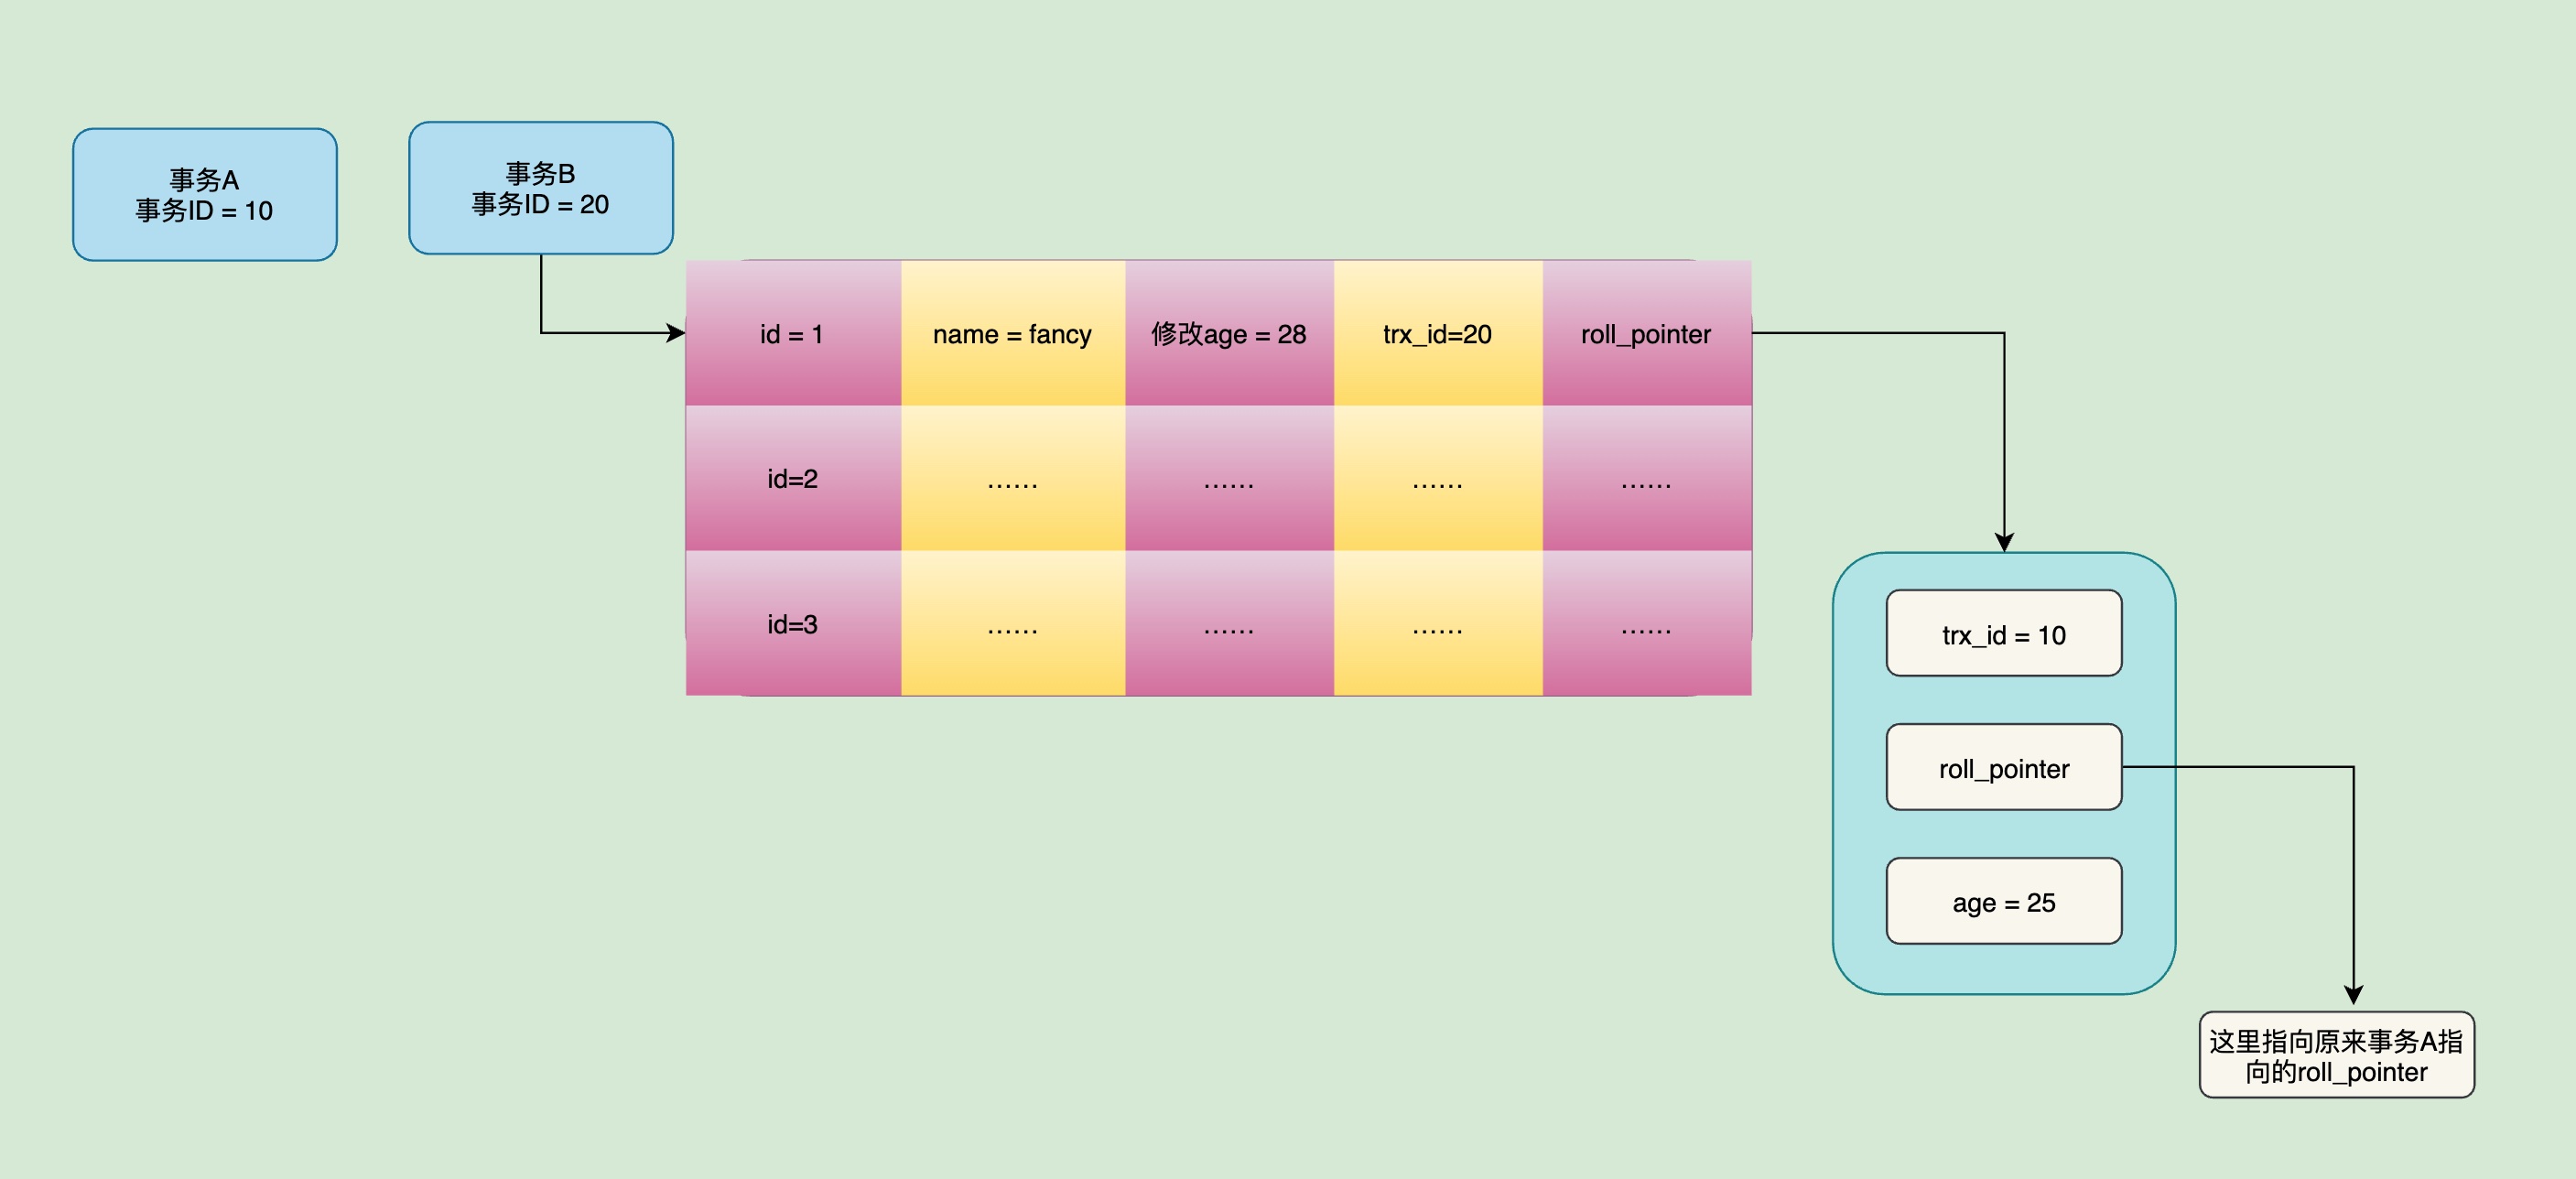 事务A
事务ID = 10
事务B
事务ID = 20
id = 1 name = fancy 修改age = 28 trx_id=20 roll_pointer
id=2 …… …… …… ……
id=3 …… …… …… ……
trx_id = 10
roll_pointer
age = 25
这里指向原来事务A指
向的roll_pointer